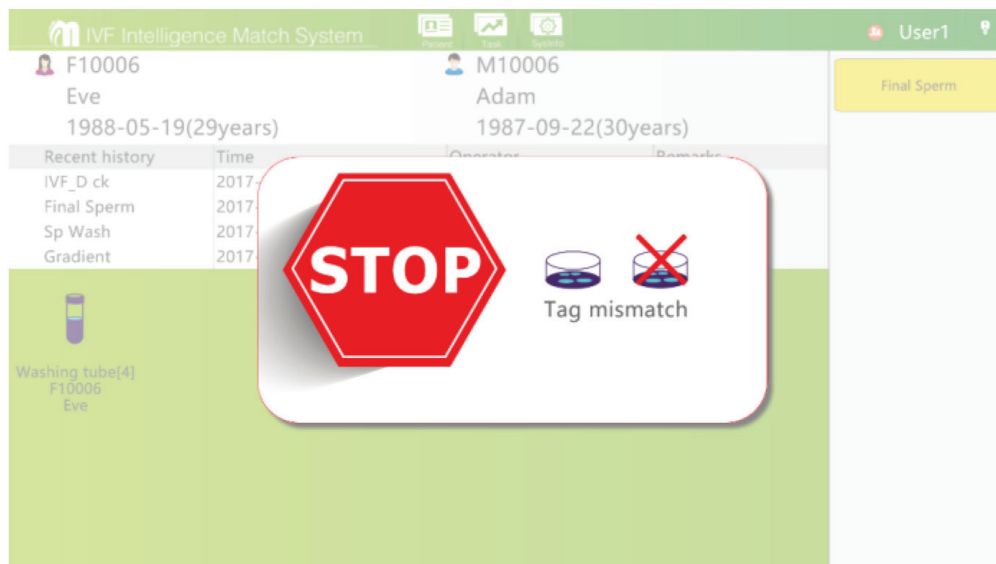 IVF Intelligence Match System
Patient Task SysInfo
User1
F10006
Eve
1988-05-19(29years)
M10006
Adam
1987-09-22(30years)
Final Sperm
Recent history Time Operator Remarks
IVF_D ck 2017-
Final Sperm 2017-
Sp Wash 2017-
Gradient 2017-
STOP
Tag mismatch
Washing tube[4]
F10006
Eve